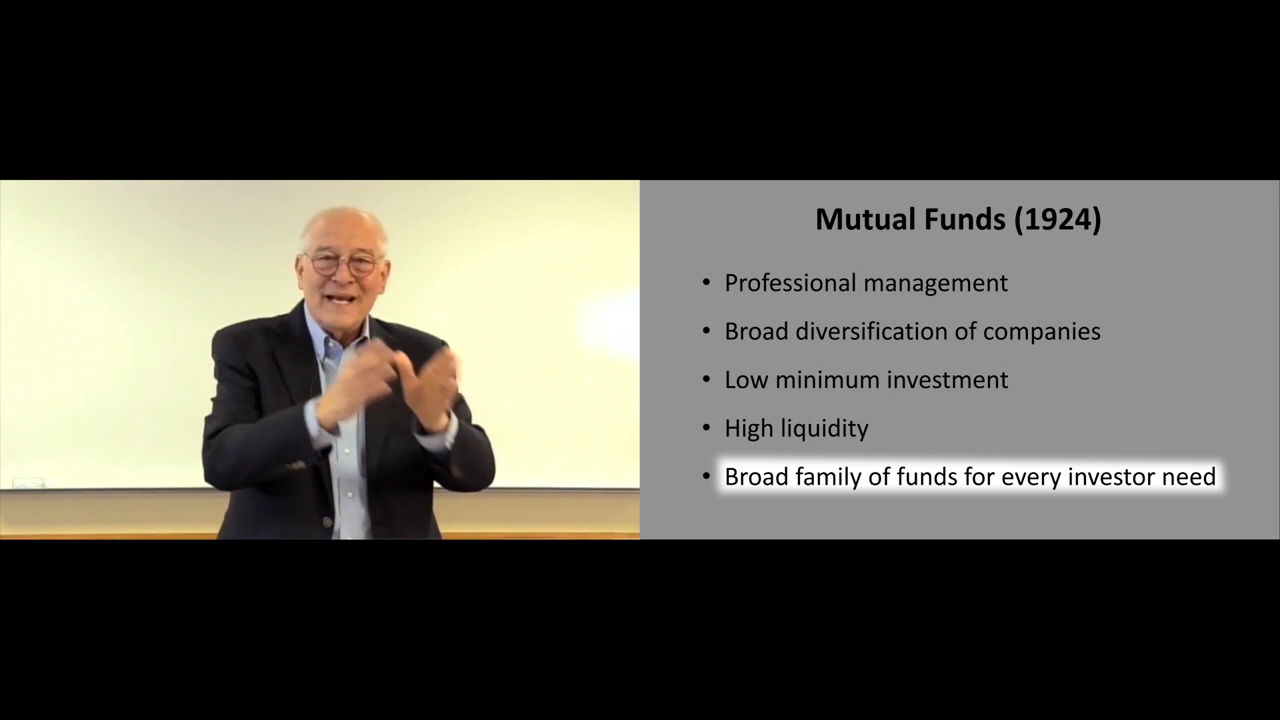 Mutual Funds (1924)
• Professional management
• Broad diversification of companies
• Low minimum investment
• High liquidity
• Broad family of funds for every investor need